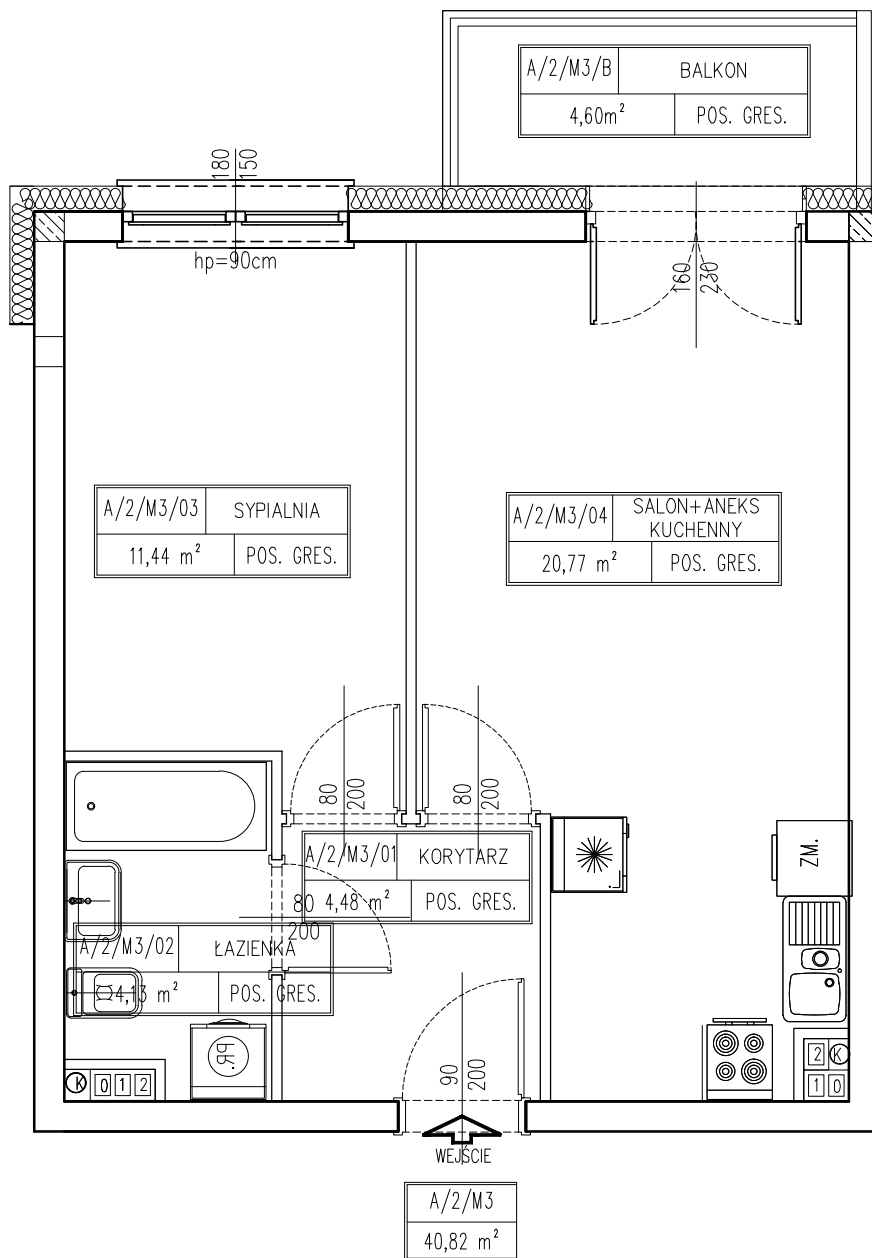 A/2/M3/B BALKON
4,60m² POS. GRES.
180
150
hp=90cm
160
230
A/2/M3/03 SYPIALNIA
11,44 m² POS. GRES.
A/2/M3/04 SALON+ANEKS
KUCHENNY
20,77 m² POS. GRES.
80
200
80
200
A/2/M3/01 KORYTARZ
4,48 m² POS. GRES.
ZM.
80
200
A/2/M3/02 ŁAZIENKA
4,13 m² POS. GRES.
PR.
K 0 1 2
90
200
2 K
1 0
WEJŚCIE
A/2/M3
40,82 m²